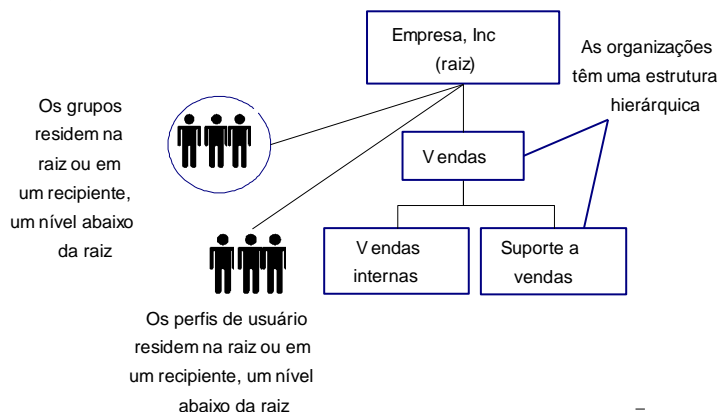 Empresa, Inc
(raiz)
As organizações
têm uma estrutura
hierárquica
Os grupos
residem na
raiz ou em
um recipiente,
um nível abaixo
da raiz
Vendas
Vendas
internas
Suporte a
vendas
Os perfis de usuário
residem na raiz ou em
um recipiente, um nível
abaixo da raiz